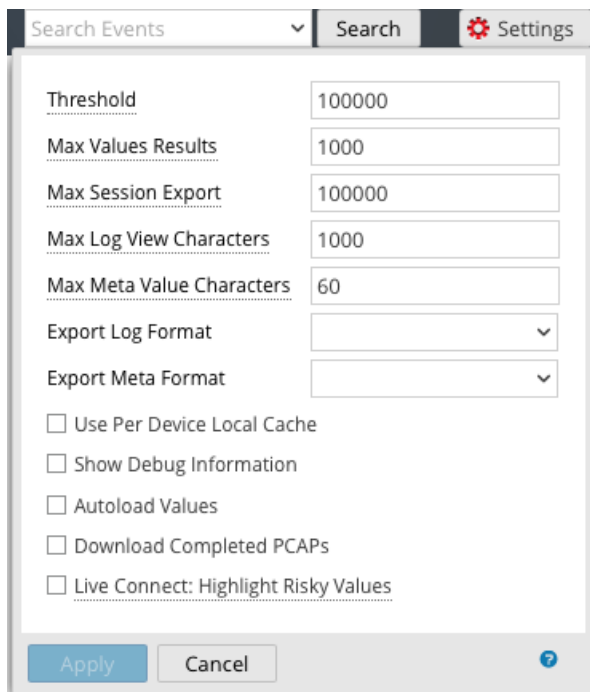 Search Events Search Settings
Threshold 100000
Max Values Results 1000
Max Session Export 100000
Max Log View Characters 1000
Max Meta Value Characters 60
Export Log Format
Export Meta Format
Use Per Device Local Cache
Show Debug Information
Autoload Values
Download Completed PCAPs
Live Connect: Highlight Risky Values
Apply Cancel ?